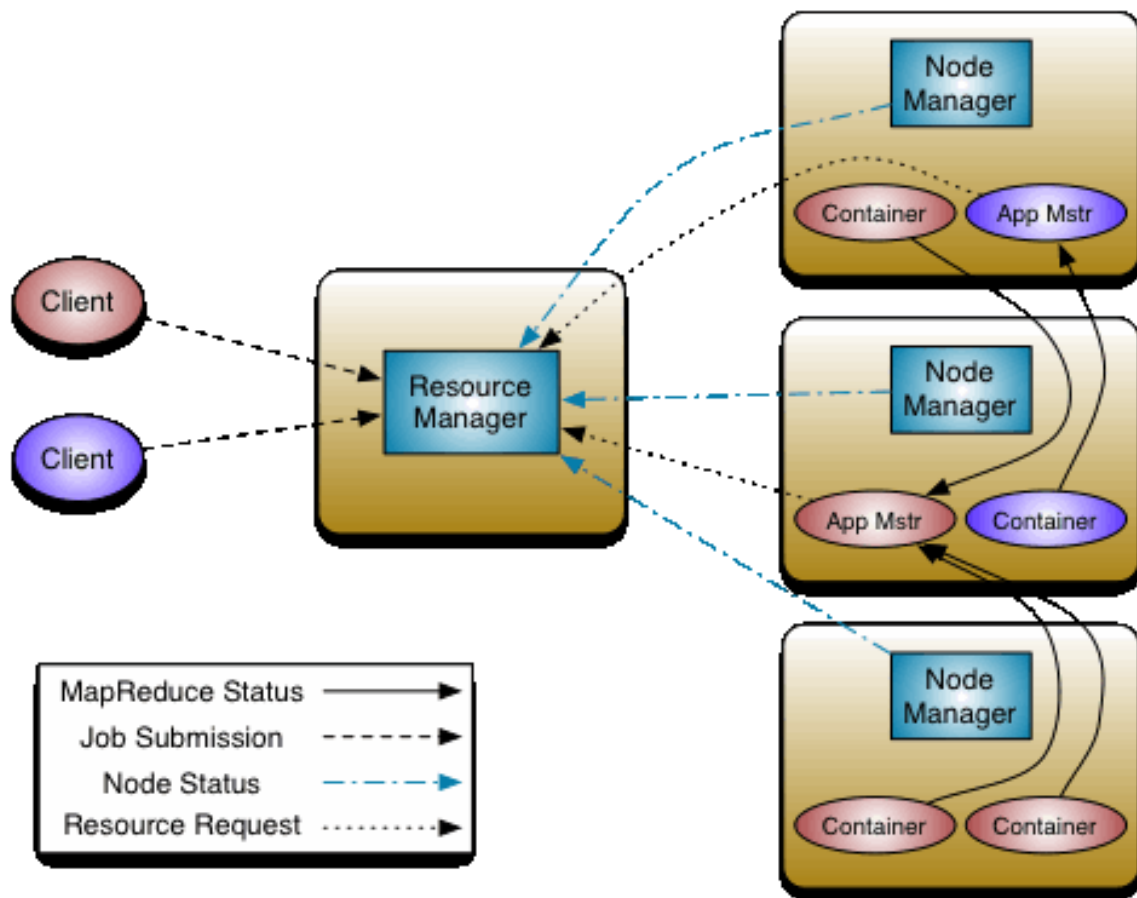 Node
Manager
Container
App Mstr
Client
Resource
Manager
Node
Manager
Client
App Mstr
Container
MapReduce Status
Job Submission
Node Status
Resource Request
Node
Manager
Container
Container